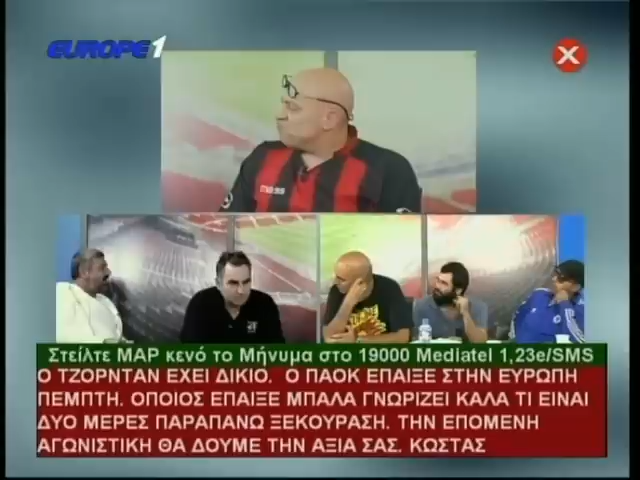 EUROPE1
X
macron
Στείλτε ΜΑΡ κενό το Μήνυμα στο 19000 Mediatel 1,23e/SMS
Ο ΤΖΟΡΝΤΑΝ ΕΧΕΙ ΔΙΚΙΟ. Ο ΠΑΟΚ ΕΠΑΙΞΕ ΣΤΗΝ ΕΥΡΩΠΗ
ΠΕΜΠΤΗ. ΟΠΟΙΟΣ ΕΠΑΙΞΕ ΜΠΑΛΑ ΓΝΩΡΙΖΕΙ ΚΑΛΑ ΤΙ ΕΙΝΑΙ
ΔΥΟ ΜΕΡΕΣ ΠΑΡΑΠΑΝΩ ΞΕΚΟΥΡΑΣΗ. ΤΗΝ ΕΠΟΜΕΝΗ
ΑΓΩΝΙΣΤΙΚΗ ΘΑ ΔΟΥΜΕ ΤΗΝ ΑΞΙΑ ΣΑΣ. ΚΩΣΤΑΣ